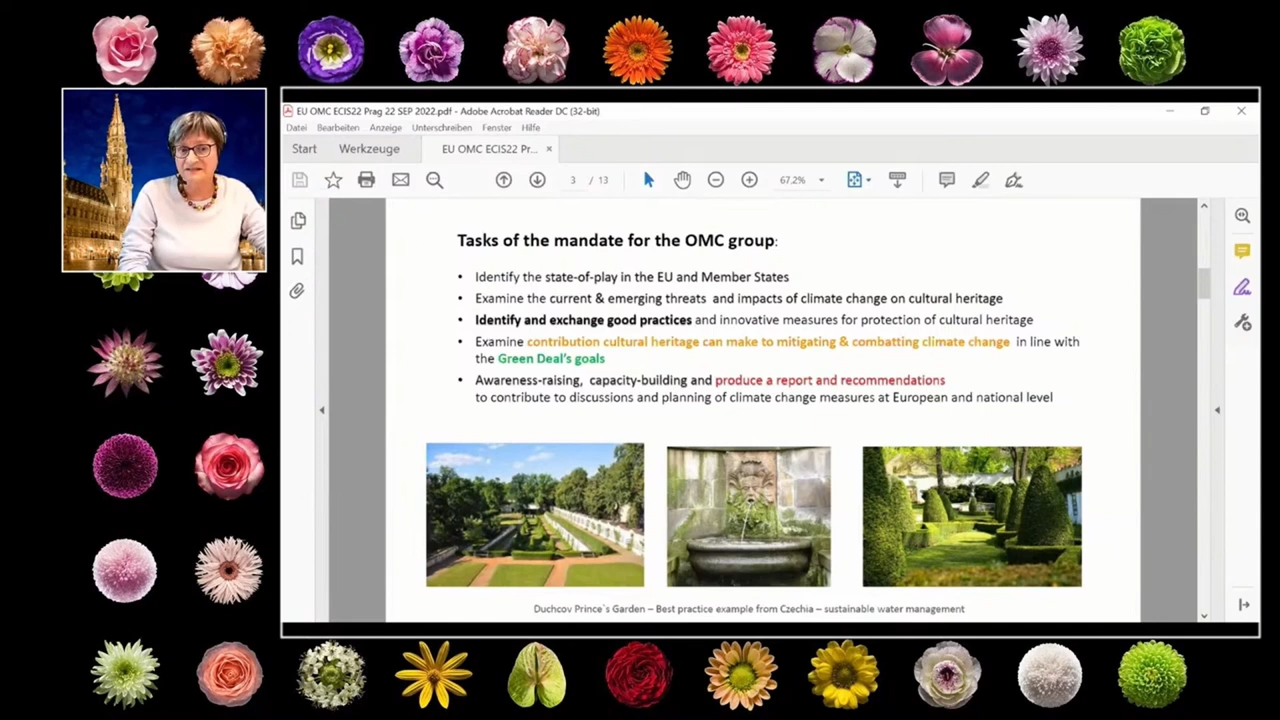 EU OMC ECIS22 Prag 22 SEP 2022.pdf - Adobe Acrobat Reader DC (32-bit)
Datei Bearbeiten Anzeige Unterschreiben Fenster Hilfe
Start Werkzeuge EU OMC ECIS22 Pr... ×
3 / 13 67,2%
Tasks of the mandate for the OMC group:
• Identify the state-of-play in the EU and Member States
• Examine the current & emerging threats and impacts of climate change on cultural heritage
• Identify and exchange good practices and innovative measures for protection of cultural heritage
• Examine contribution cultural heritage can make to mitigating & combatting climate change in line with
the Green Deal's goals
• Awareness-raising, capacity-building and produce a report and recommendations
to contribute to discussions and planning of climate change measures at European and national level
Duchcov Prince`s Garden – Best practice example from Czechia – sustainable water management